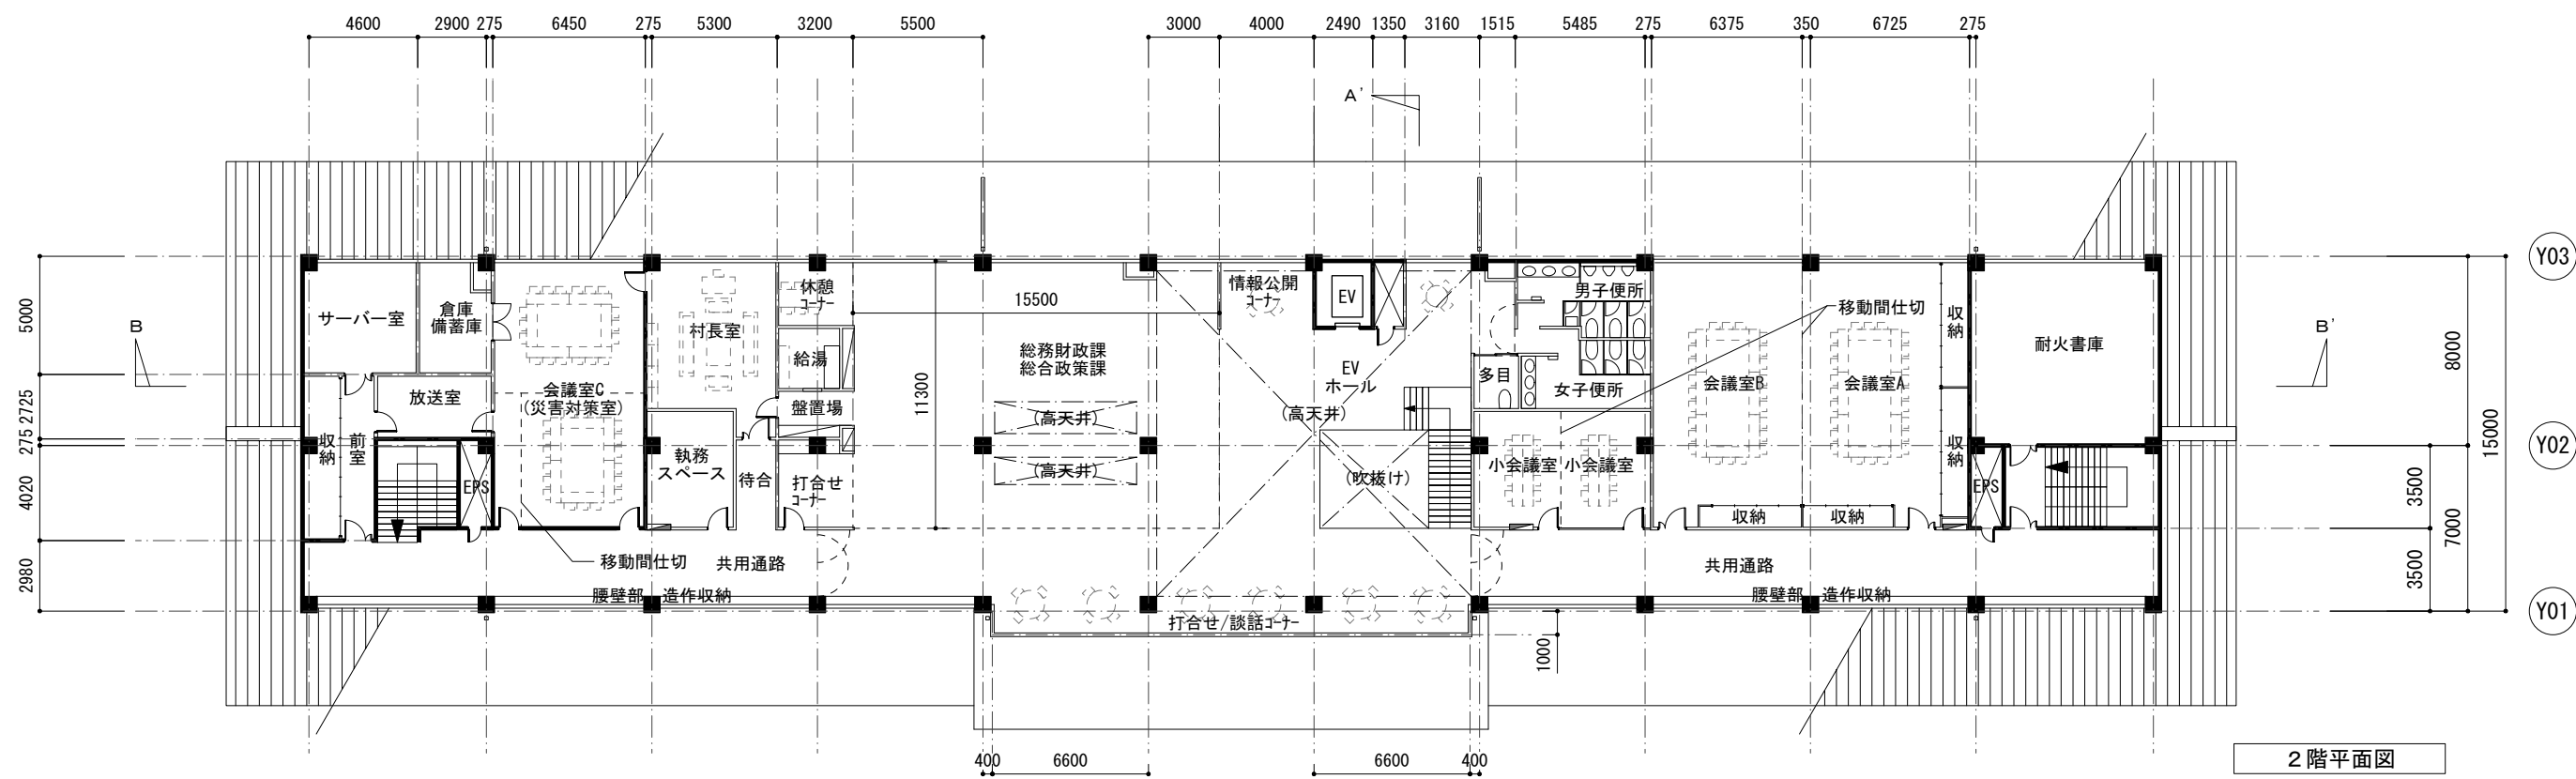 4600 2900 275 6450 275 5300 3200 5500 3000 4000 2490 1350 3160 1515 5485 275 6375 350 6725 275
A'
Y03
Y02
Y01
B
B'
5000
2725
275
4020
2980
8000
15000
3500
7000
3500
サーバー室
倉庫
備蓄庫
放送室
収納
前室
EPS
会議室C
(災害対策室)
移動間仕切
村長室
執務
スペース
待合
休憩
コーナー
給湯
盤置場
打合せ
コーナー
共用通路
腰壁部 造作収納
15500
11300
総務財政課
総合政策課
(高天井)
(高天井)
情報公開
コーナー
EV
EV
ホール
(高天井)
(吹抜け)
打合せ/談話コーナー
男子便所
女子便所
多目
小会議室
小会議室
移動間仕切
会議室B
会議室A
収納
収納
収納
収納
耐火書庫
EPS
共用通路
腰壁部 造作収納
1000
400 6600 6600 400
2階平面図